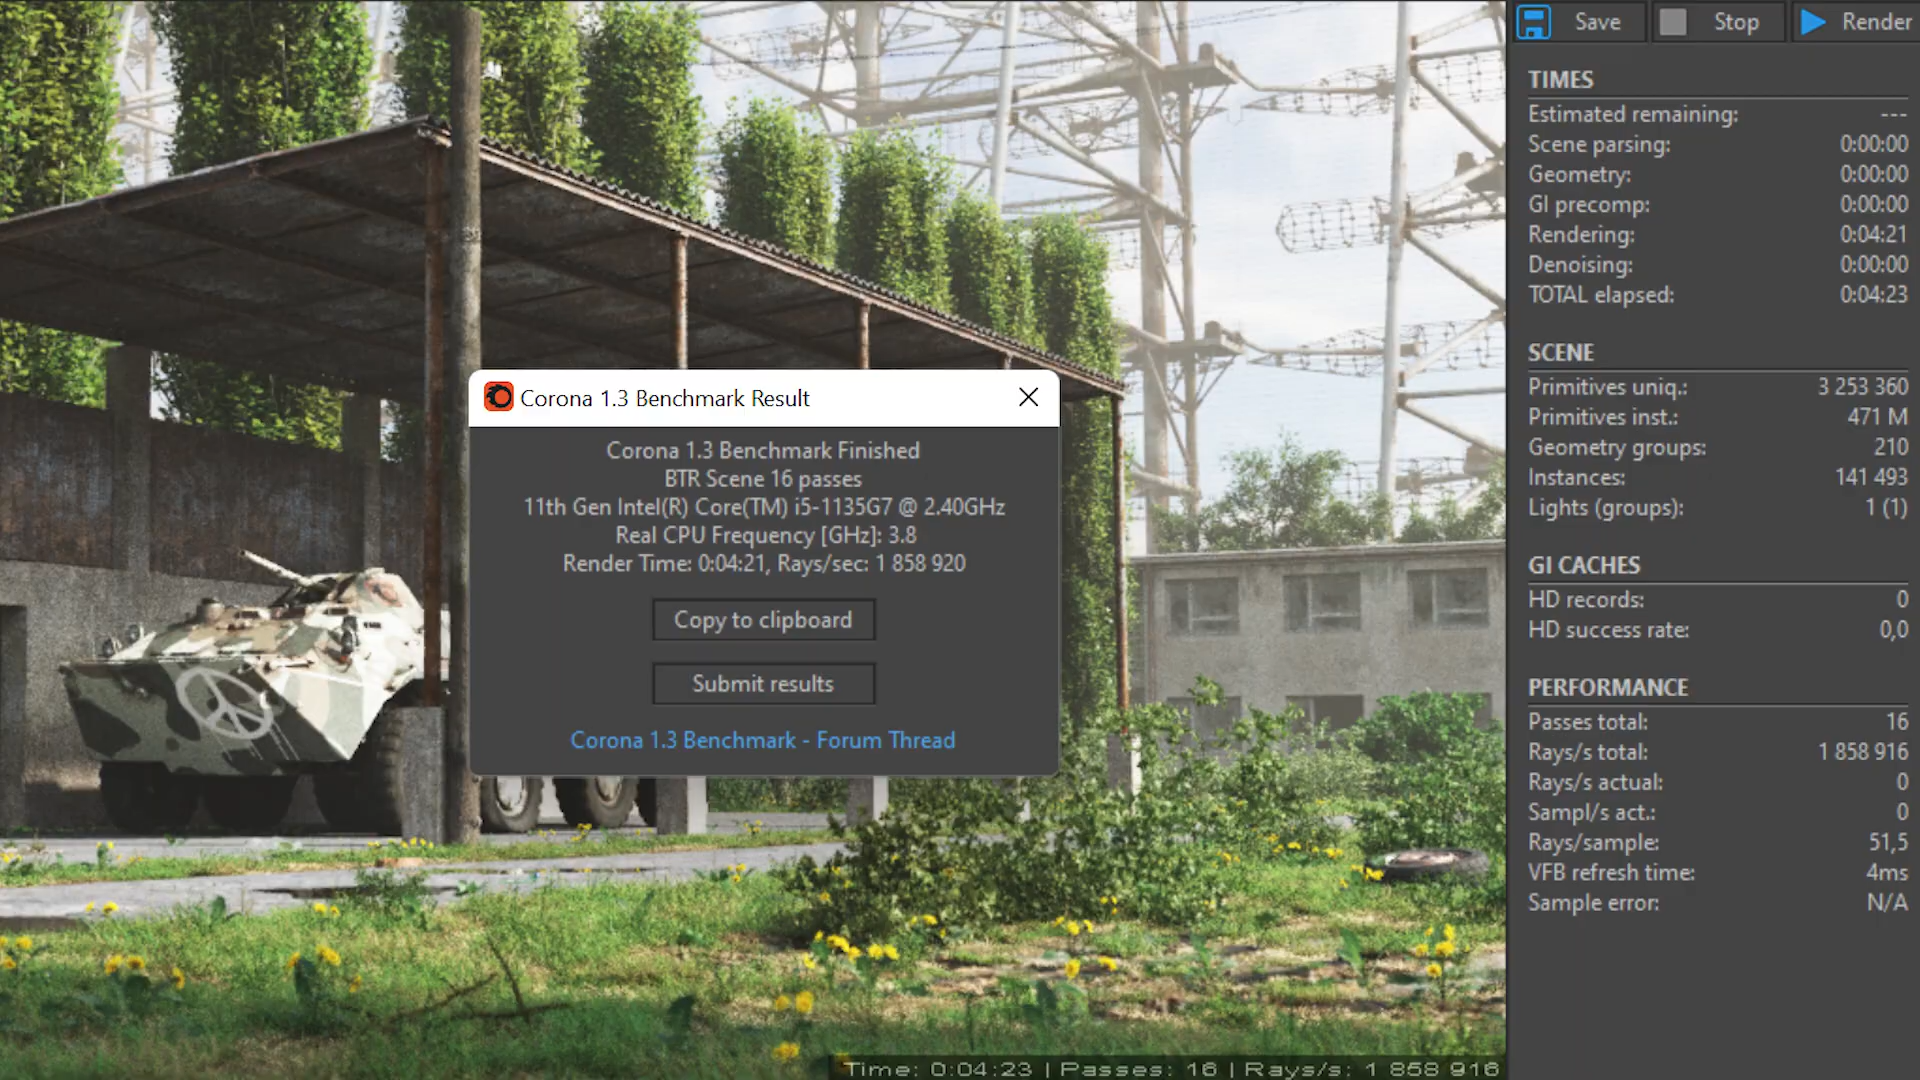 Save
Stop
Render
TIMES
Estimated remaining: ---
Scene parsing: 0:00:00
Geometry: 0:00:00
GI precomp: 0:00:00
Rendering: 0:04:21
Denoising: 0:00:00
TOTAL elapsed: 0:04:23
SCENE
Primitives uniq.: 3 253 360
Primitives inst.: 471 M
Geometry groups: 210
Instances: 141 493
Lights (groups): 1 (1)
GI CACHES
HD records: 0
HD success rate: 0,0
PERFORMANCE
Passes total: 16
Rays/s total: 1 858 916
Rays/s actual: 0
Sampl/s act.: 0
Rays/sample: 51,5
VFB refresh time: 4ms
Sample error: N/A
Corona 1.3 Benchmark Result
Corona 1.3 Benchmark Finished
BTR Scene 16 passes
11th Gen Intel(R) Core(TM) i5-1135G7 @ 2.40GHz
Real CPU Frequency [GHz]: 3.8
Render Time: 0:04:21, Rays/sec: 1 858 920
Copy to clipboard
Submit results
Corona 1.3 Benchmark - Forum Thread
Time: 0:04:23 | Passes: 16 | Rays/s: 1 858 916